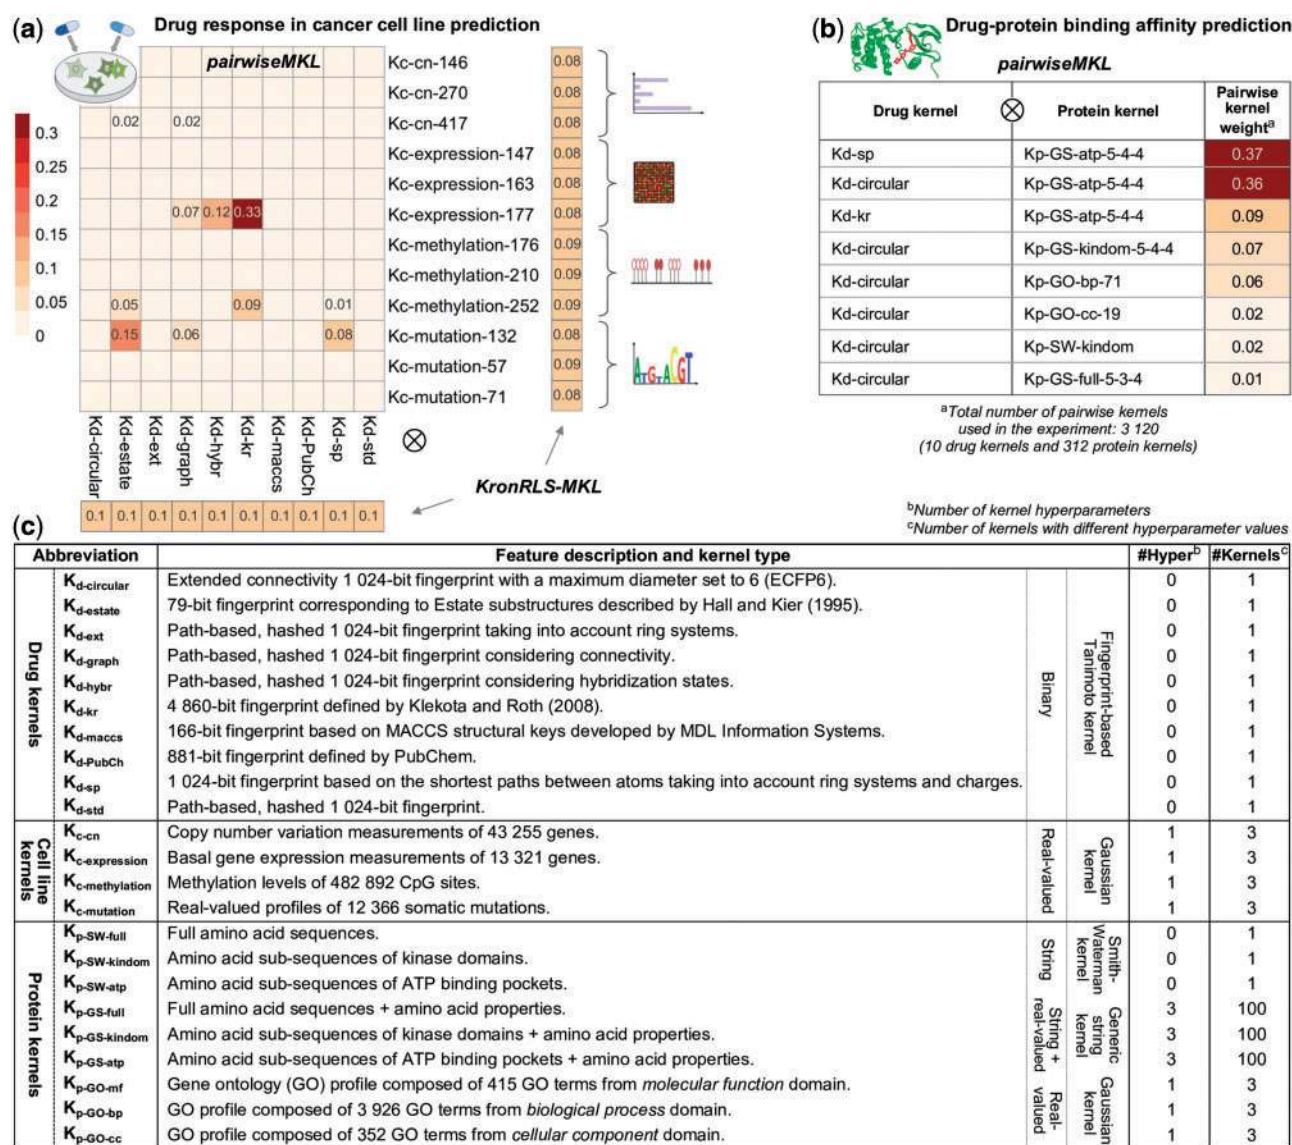 (a) Drug response in cancer cell line prediction
pairwiseMKL
0.3
0.25
0.2
0.15
0.1
0.05
0
Kc-cn-146 0.08
Kc-cn-270 0.08
0.02 0.02 Kc-cn-417 0.08
Kc-expression-147 0.08
Kc-expression-163 0.08
0.07 0.12 0.33 Kc-expression-177 0.08
Kc-methylation-176 0.09
Kc-methylation-210 0.09
0.05 0.09 0.01 Kc-methylation-252 0.09
0.15 0.06 0.08 Kc-mutation-132 0.08
Kc-mutation-57 0.09
Kc-mutation-71 0.08
ATGTACGT
Kd-circular
Kd-estate
Kd-ext
Kd-graph
Kd-hybr
Kd-kr
Kd-maccs
Kd-PubCh
Kd-sp
Kd-std
⊗
KronRLS-MKL
0.1 0.1 0.1 0.1 0.1 0.1 0.1 0.1 0.1 0.1
(b) Drug-protein binding affinity prediction
pairwiseMKL
Drug kernel ⊗ Protein kernel Pairwise kernel weighta
Kd-sp Kp-GS-atp-5-4-4 0.37
Kd-circular Kp-GS-atp-5-4-4 0.36
Kd-kr Kp-GS-atp-5-4-4 0.09
Kd-circular Kp-GS-kindom-5-4-4 0.07
Kd-circular Kp-GO-bp-71 0.06
Kd-circular Kp-GO-cc-19 0.02
Kd-circular Kp-SW-kindom 0.02
Kd-circular Kp-GS-full-5-3-4 0.01
aTotal number of pairwise kernels
used in the experiment: 3 120
(10 drug kernels and 312 protein kernels)
bNumber of kernel hyperparameters
cNumber of kernels with different hyperparameter values
(c)
Abbreviation Feature description and kernel type #Hyperb #Kernelsc
Drug kernels
Kd-circular Extended connectivity 1 024-bit fingerprint with a maximum diameter set to 6 (ECFP6). 0 1
Kd-estate 79-bit fingerprint corresponding to Estate substructures described by Hall and Kier (1995). 0 1
Kd-ext Path-based, hashed 1 024-bit fingerprint taking into account ring systems. 0 1
Kd-graph Path-based, hashed 1 024-bit fingerprint considering connectivity. 0 1
Kd-hybr Path-based, hashed 1 024-bit fingerprint considering hybridization states. 0 1
Kd-kr 4 860-bit fingerprint defined by Klekota and Roth (2008). 0 1
Kd-maccs 166-bit fingerprint based on MACCS structural keys developed by MDL Information Systems. 0 1
Kd-PubCh 881-bit fingerprint defined by PubChem. 0 1
Kd-sp 1 024-bit fingerprint based on the shortest paths between atoms taking into account ring systems and charges. 0 1
Kd-std Path-based, hashed 1 024-bit fingerprint. 0 1
Binary
Fingerprint-based
Tanimoto kernel
Cell line
kernels
Kc-cn Copy number variation measurements of 43 255 genes. 1 3
Kc-expression Basal gene expression measurements of 13 321 genes. 1 3
Kc-methylation Methylation levels of 482 892 CpG sites. 1 3
Kc-mutation Real-valued profiles of 12 366 somatic mutations. 1 3
Real-valued
Gaussian
kernel
Protein kernels
Kp-SW-full Full amino acid sequences. 0 1
Kp-SW-kindom Amino acid sub-sequences of kinase domains. 0 1
Kp-SW-atp Amino acid sub-sequences of ATP binding pockets. 0 1
String
Smith-
Waterman
kernel
Kp-GS-full Full amino acid sequences + amino acid properties. 3 100
Kp-GS-kindom Amino acid sub-sequences of kinase domains + amino acid properties. 3 100
Kp-GS-atp Amino acid sub-sequences of ATP binding pockets + amino acid properties. 3 100
String +
real-valued
Generic
string
kernel
Kp-GO-mf Gene ontology (GO) profile composed of 415 GO terms from molecular function domain. 1 3
Kp-GO-bp GO profile composed of 3 926 GO terms from biological process domain. 1 3
Kp-GO-cc GO profile composed of 352 GO terms from cellular component domain. 1 3
Real-
valued
Gaussian
kernel